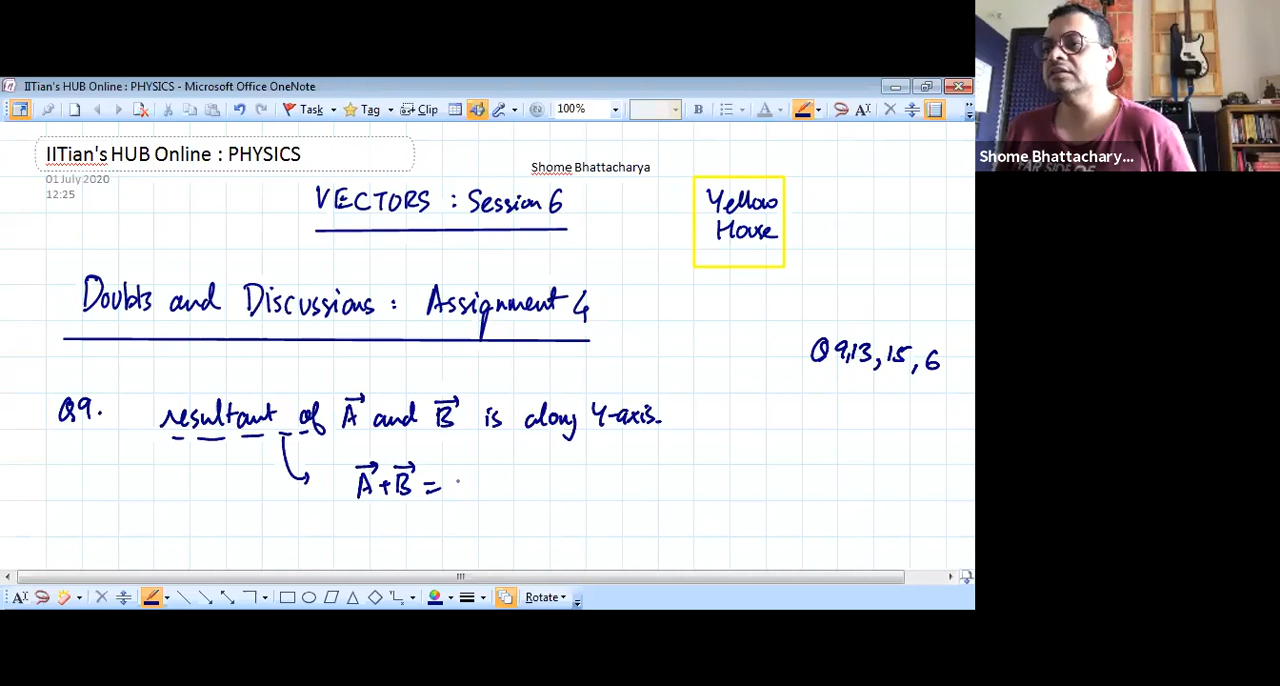 IITian's HUB Online : PHYSICS - Microsoft Office OneNote
Task Tag Clip 100% B A
IITian's HUB Online : PHYSICS
01 July 2020
12:25
Shome Bhattacharya
VECTORS : Session 6
Yellow
House
Doubts and Discussions : Assignment 4
Q 9,13, 15, 6
Q9. resultant of A⃗ and B⃗ is along Y-axis.
A⃗ + B⃗ =
Rotate
Shome Bhattachary...